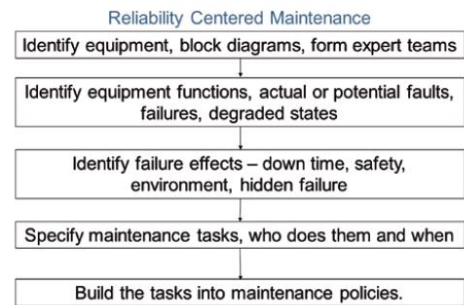 Reliability Centered Maintenance
Identify equipment, block diagrams, form expert teams
Identify equipment functions, actual or potential faults,
failures, degraded states
Identify failure effects – down time, safety,
environment, hidden failure
Specify maintenance tasks, who does them and when
Build the tasks into maintenance policies.